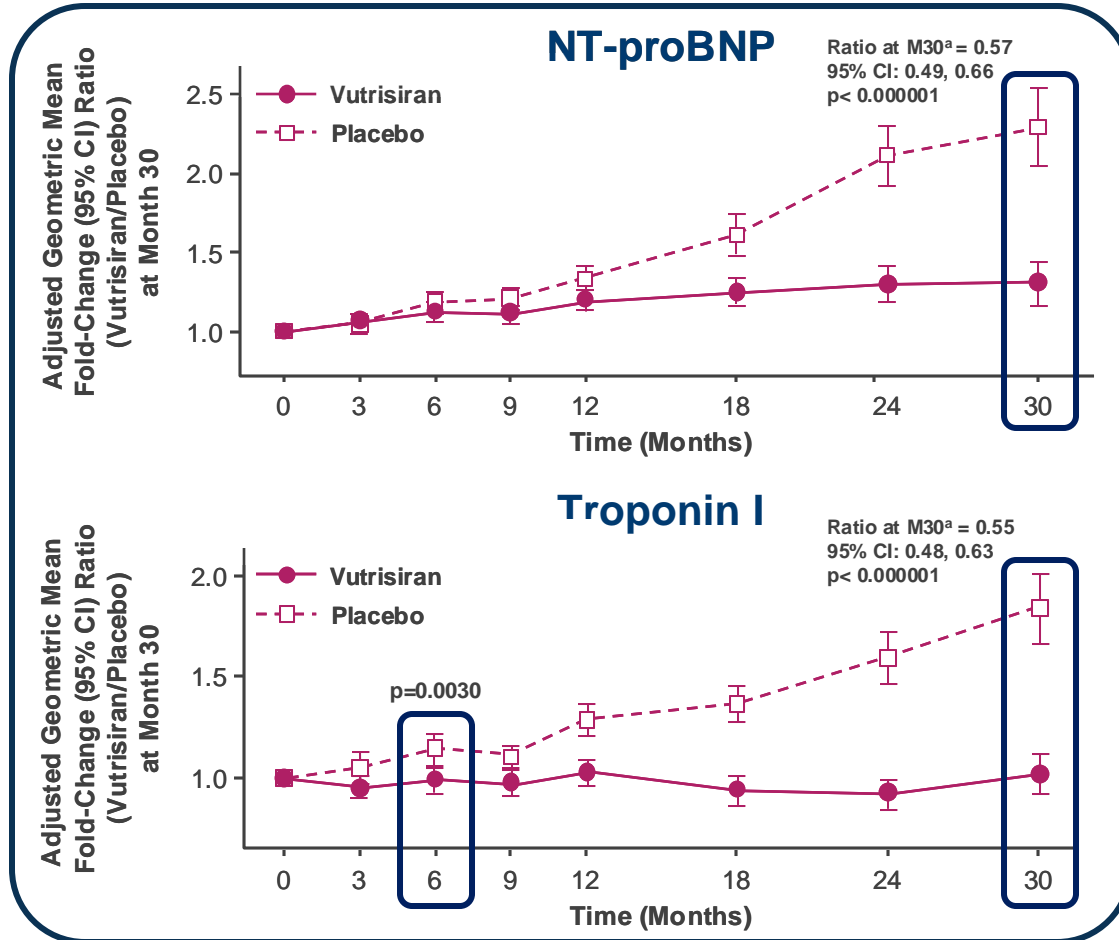 NT-proBNP
Adjusted Geometric Mean
Fold-Change (95% CI) Ratio
(Vutrisiran/Placebo)
at Month 30
Ratio at M30ᵃ = 0.57
95% CI: 0.49, 0.66
p< 0.000001
Vutrisiran
Placebo
2.5
2.0
1.5
1.0
0 3 6 9 12 18 24 30
Time (Months)
Troponin I
Adjusted Geometric Mean
Fold-Change (95% CI) Ratio
(Vutrisiran/Placebo)
at Month 30
Ratio at M30ᵃ = 0.55
95% CI: 0.48, 0.63
p< 0.000001
Vutrisiran
Placebo
p=0.0030
2.0
1.5
1.0
0 3 6 9 12 18 24 30
Time (Months)